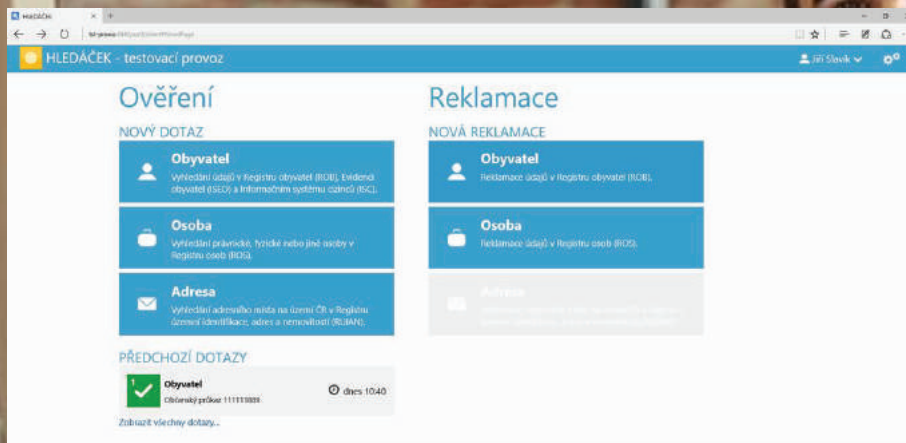 HLEDÁČEK
HLEDÁČEK - testovací provoz
Jiří Slavík
Ověření
NOVÝ DOTAZ
Obyvatel
Vyhledání údajů v Registru obyvatel (ROB), Evidenci
obyvatel (ISEO) a Informačním systému cizinců (ISC).
Osoba
Vyhledání právnické, fyzické nebo jiné osoby v
Registru osob (ROS).
Adresa
Vyhledání adresního místa na území ČR v Registru
územní identifikace, adres a nemovitostí (RUIAN).
PŘEDCHOZÍ DOTAZY
1
Obyvatel
Občanský průkaz
dnes 10:40
Zobrazit všechny dotazy...
Reklamace
NOVÁ REKLAMACE
Obyvatel
Reklamace údajů v Registru obyvatel (ROB).
Osoba
Reklamace údajů v Registru osob (ROS).
Adresa